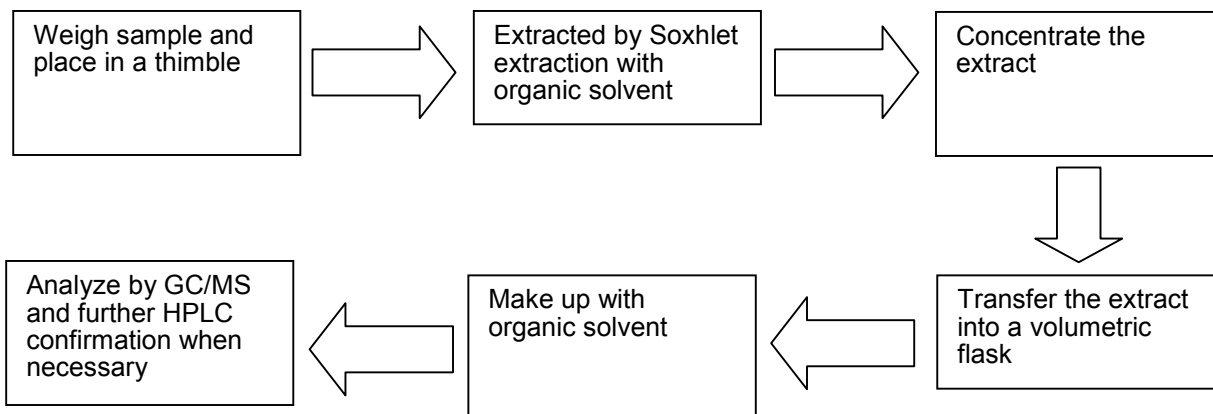 Weigh sample and
place in a thimble
Extracted by Soxhlet
extraction with
organic solvent
Concentrate the
extract
Transfer the extract
into a volumetric
flask
Make up with
organic solvent
Analyze by GC/MS
and further HPLC
confirmation when
necessary